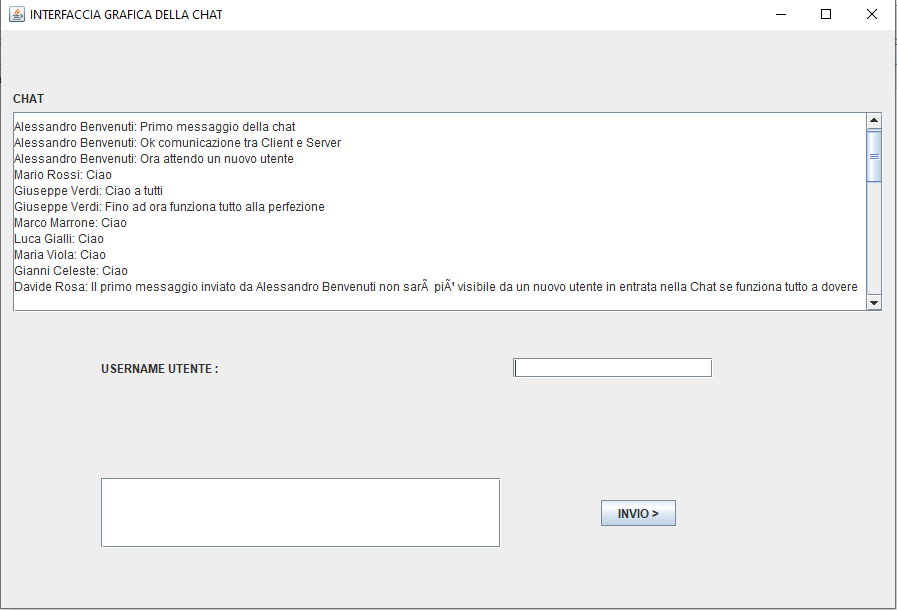 INTERFACCIA GRAFICA DELLA CHAT
CHAT
Alessandro Benvenuti: Primo messaggio della chat
Alessandro Benvenuti: Ok comunicazione tra Client e Server
Alessandro Benvenuti: Ora attendo un nuovo utente
Mario Rossi: Ciao
Giuseppe Verdi: Ciao a tutti
Giuseppe Verdi: Fino ad ora funziona tutto alla perfezione
Marco Marrone: Ciao
Luca Gialli: Ciao
Maria Viola: Ciao
Gianni Celeste: Ciao
Davide Rosa: Il primo messaggio inviato da Alessandro Benvenuti non sarÃ  piÃ¹ visibile da un nuovo utente in entrata nella Chat se funziona tutto a dovere
USERNAME UTENTE :
INVIO >